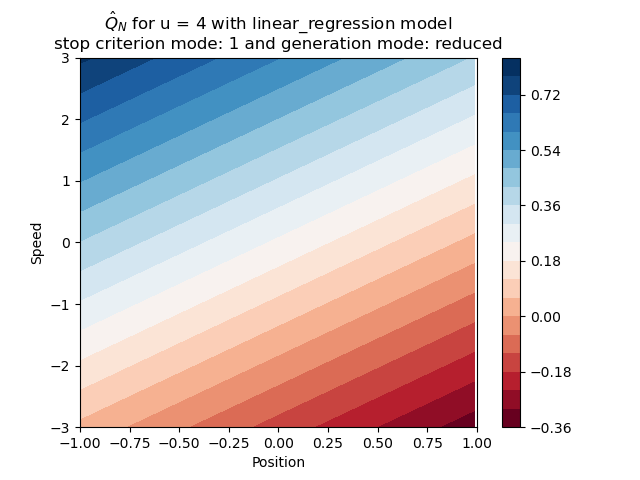 Q̂_N for u = 4 with linear_regression model
stop criterion mode: 1 and generation mode: reduced
3
2
1
0
−1
−2
−3
Speed
−1.00 −0.75 −0.50 −0.25 0.00 0.25 0.50 0.75 1.00
Position
0.72
0.54
0.36
0.18
0.00
−0.18
−0.36